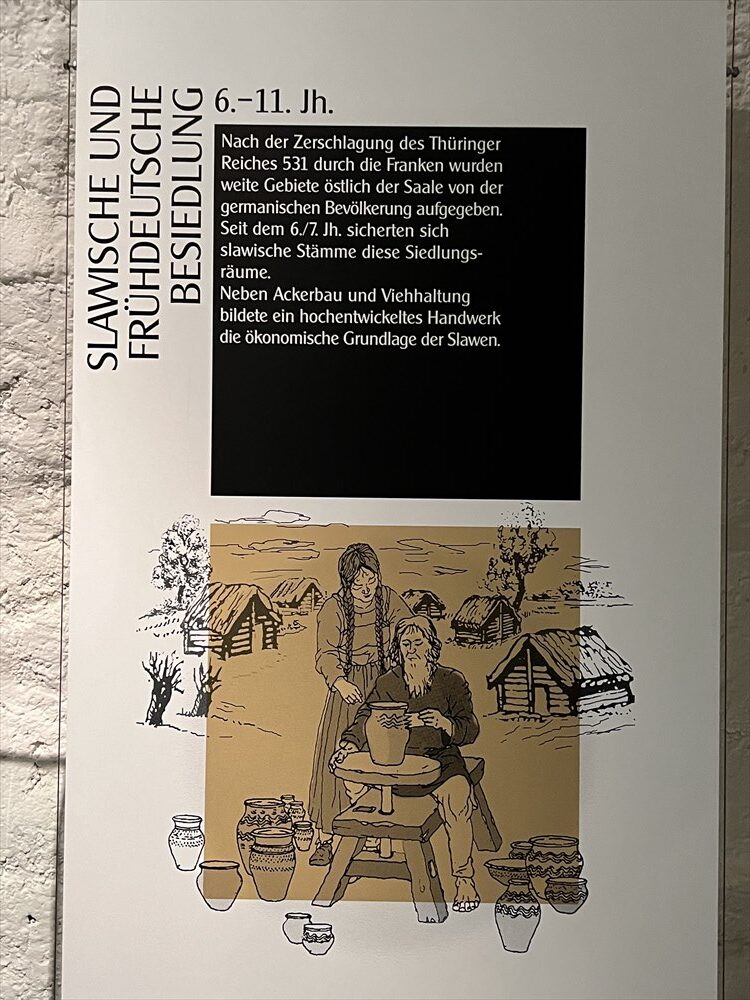 SLAWISCHE UND
FRÜHDEUTSCHE
BESIEDLUNG
6.–11. Jh.
Nach der Zerschlagung des Thüringer
Reiches 531 durch die Franken wurden
weite Gebiete östlich der Saale von der
germanischen Bevölkerung aufgegeben.
Seit dem 6./7. Jh. sicherten sich
slawische Stämme diese Siedlungs-
räume.
Neben Ackerbau und Viehhaltung
bildete ein hochentwickeltes Handwerk
die ökonomische Grundlage der Slawen.